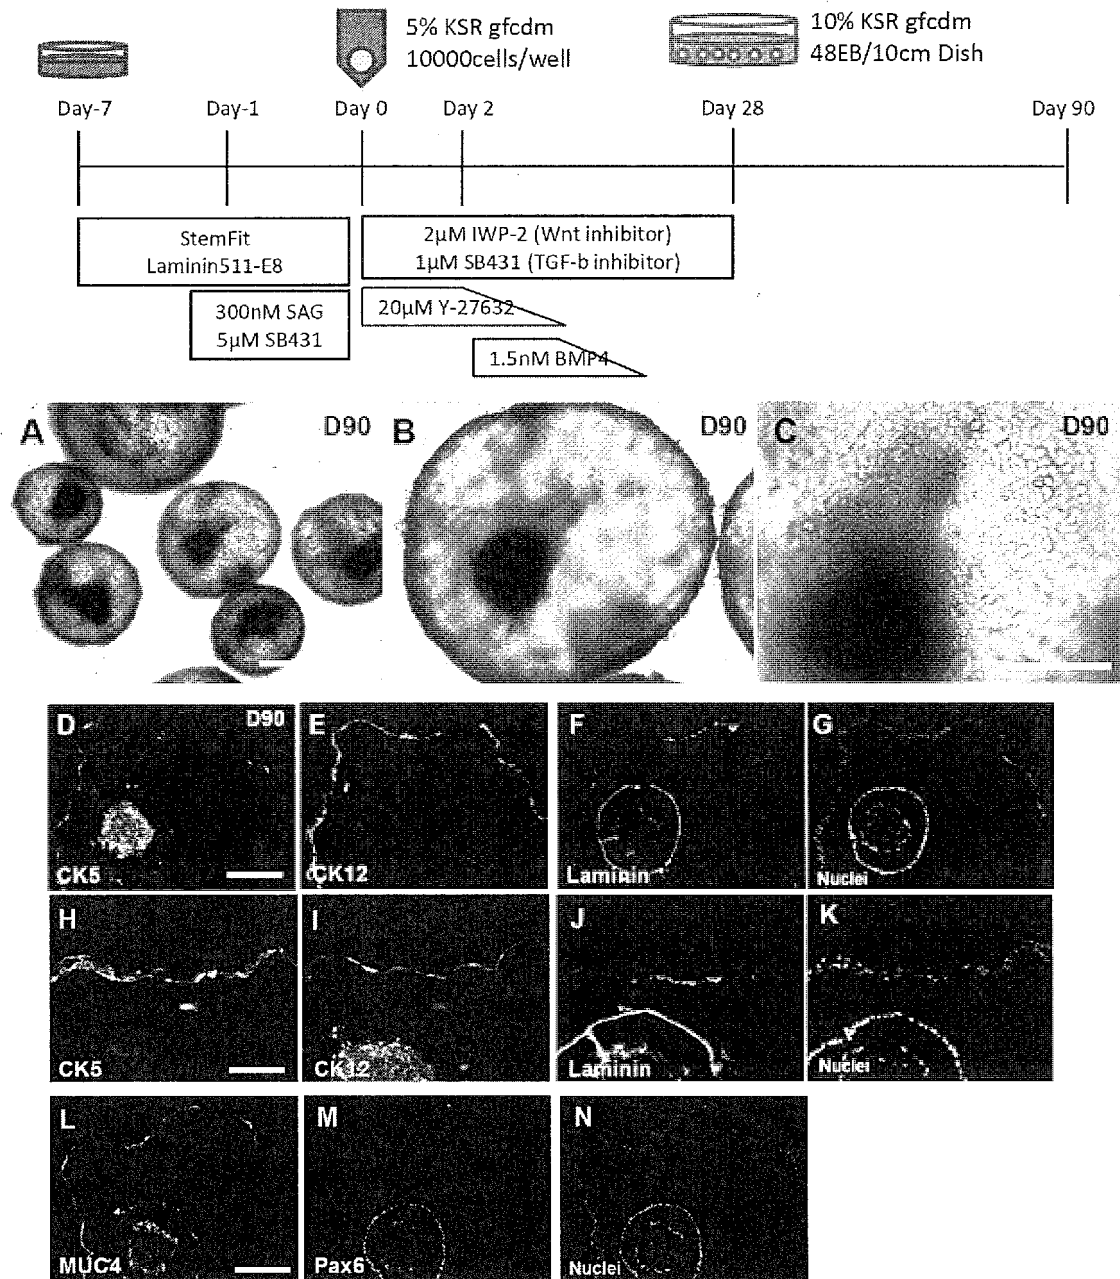 5% KSR gfcdm
10000cells/well
10% KSR gfcdm
48EB/10cm Dish
Day-7
Day-1
Day 0
Day 2
Day 28
Day 90
StemFit
Laminin511-E8
2μM IWP-2 (Wnt inhibitor)
1μM SB431 (TGF-b inhibitor)
300nM SAG
5μM SB431
20μM Y-27632
1.5nM BMP4
A
D90
B
D90
C
D90
D
D90
CK5
E
CK12
F
Laminin
G
Nuclei
H
CK5
I
CK12
J
Laminin
K
Nuclei
L
MUC4
M
Pax6
N
Nuclei